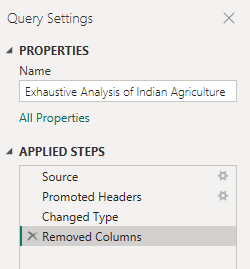 Query Settings
PROPERTIES
Name
Exhaustive Analysis of Indian Agriculture
All Properties
APPLIED STEPS
Source
Promoted Headers
Changed Type
Removed Columns